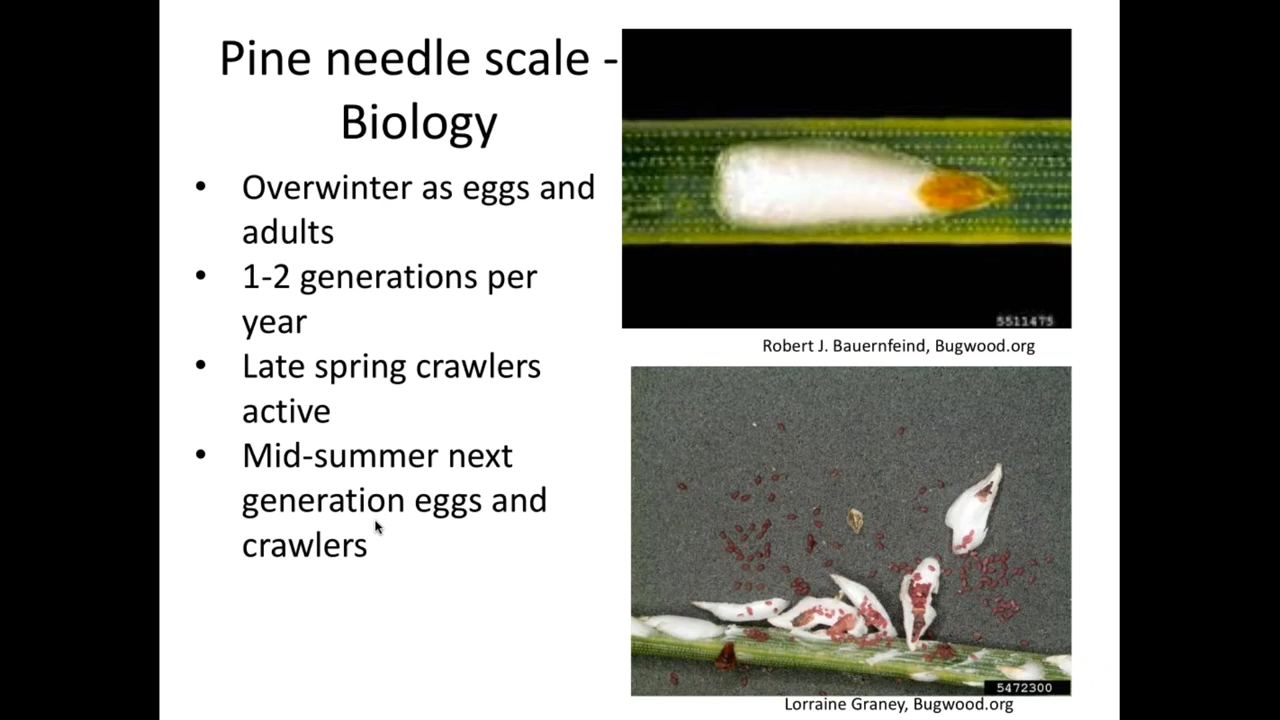 Pine needle scale -
Biology
• Overwinter as eggs and
adults
• 1-2 generations per
year
• Late spring crawlers
active
• Mid-summer next
generation eggs and
crawlers
5511475
Robert J. Bauernfeind, Bugwood.org
5472300
Lorraine Graney, Bugwood.org